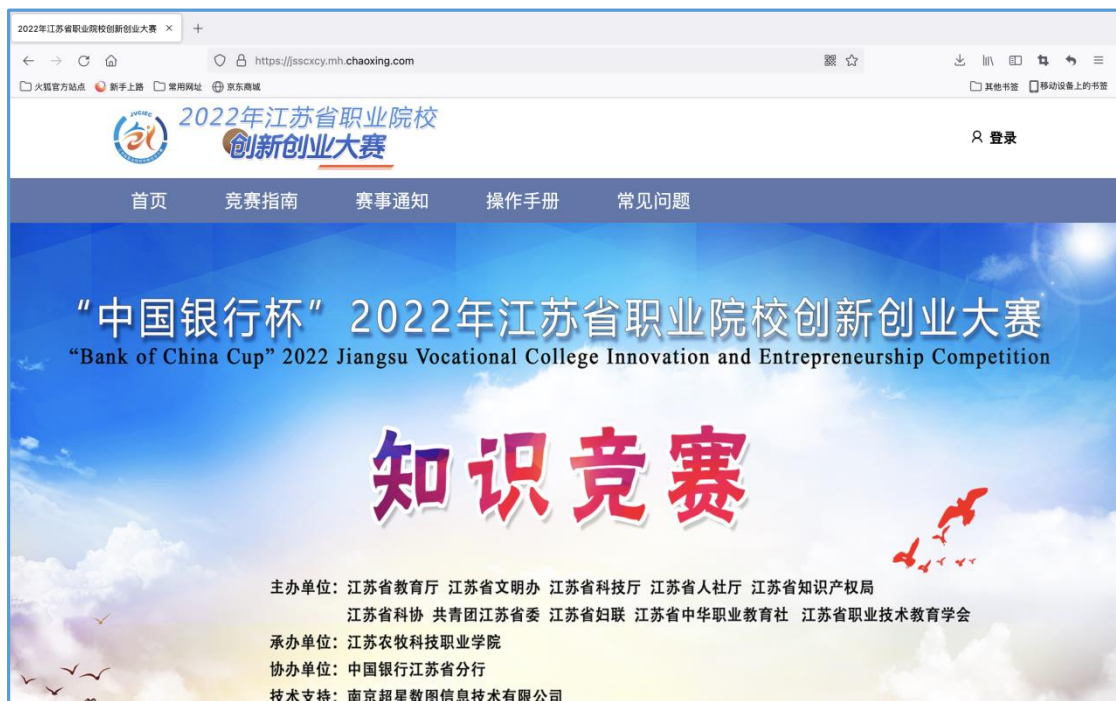 2022年江苏省职业院校创新创业大赛 × +
https://jsscxcy.mh.chaoxing.com
火狐官方站点 新手上路 常用网址 京东商城 其他书签 移动设备上的书签
JVCIEC
创
2022年江苏省职业院校
创新创业大赛
登录
首页 竞赛指南 赛事通知 操作手册 常见问题
“中国银行杯”2022年江苏省职业院校创新创业大赛
“Bank of China Cup” 2022 Jiangsu Vocational College Innovation and Entrepreneurship Competition
知识竞赛
主办单位：江苏省教育厅 江苏省文明办 江苏省科技厅 江苏省人社厅 江苏省知识产权局
江苏省科协 共青团江苏省委 江苏省妇联 江苏省中华职业教育社 江苏省职业技术教育学会
承办单位：江苏农牧科技职业学院
协办单位：中国银行江苏省分行
技术支持：南京超星数图信息技术有限公司